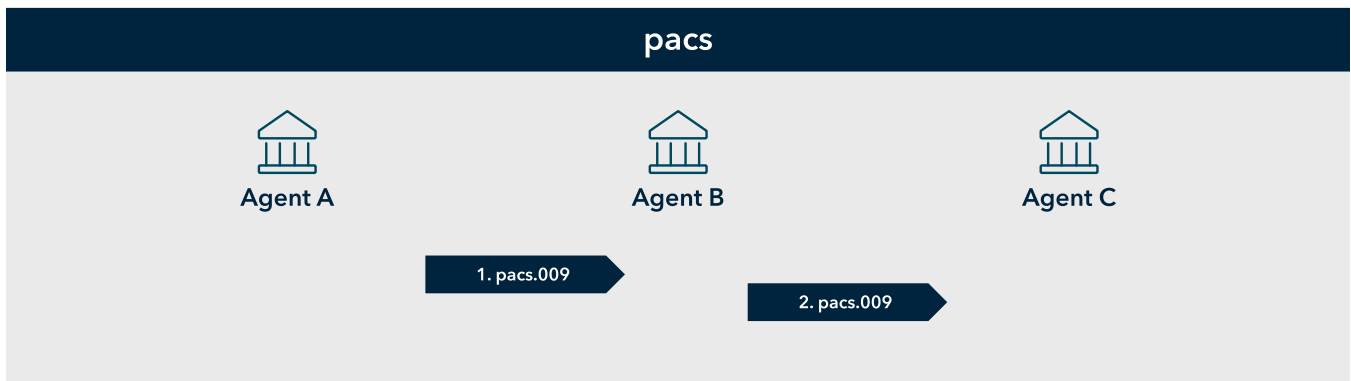 pacs
Agent A
Agent B
Agent C
1. pacs.009
2. pacs.009